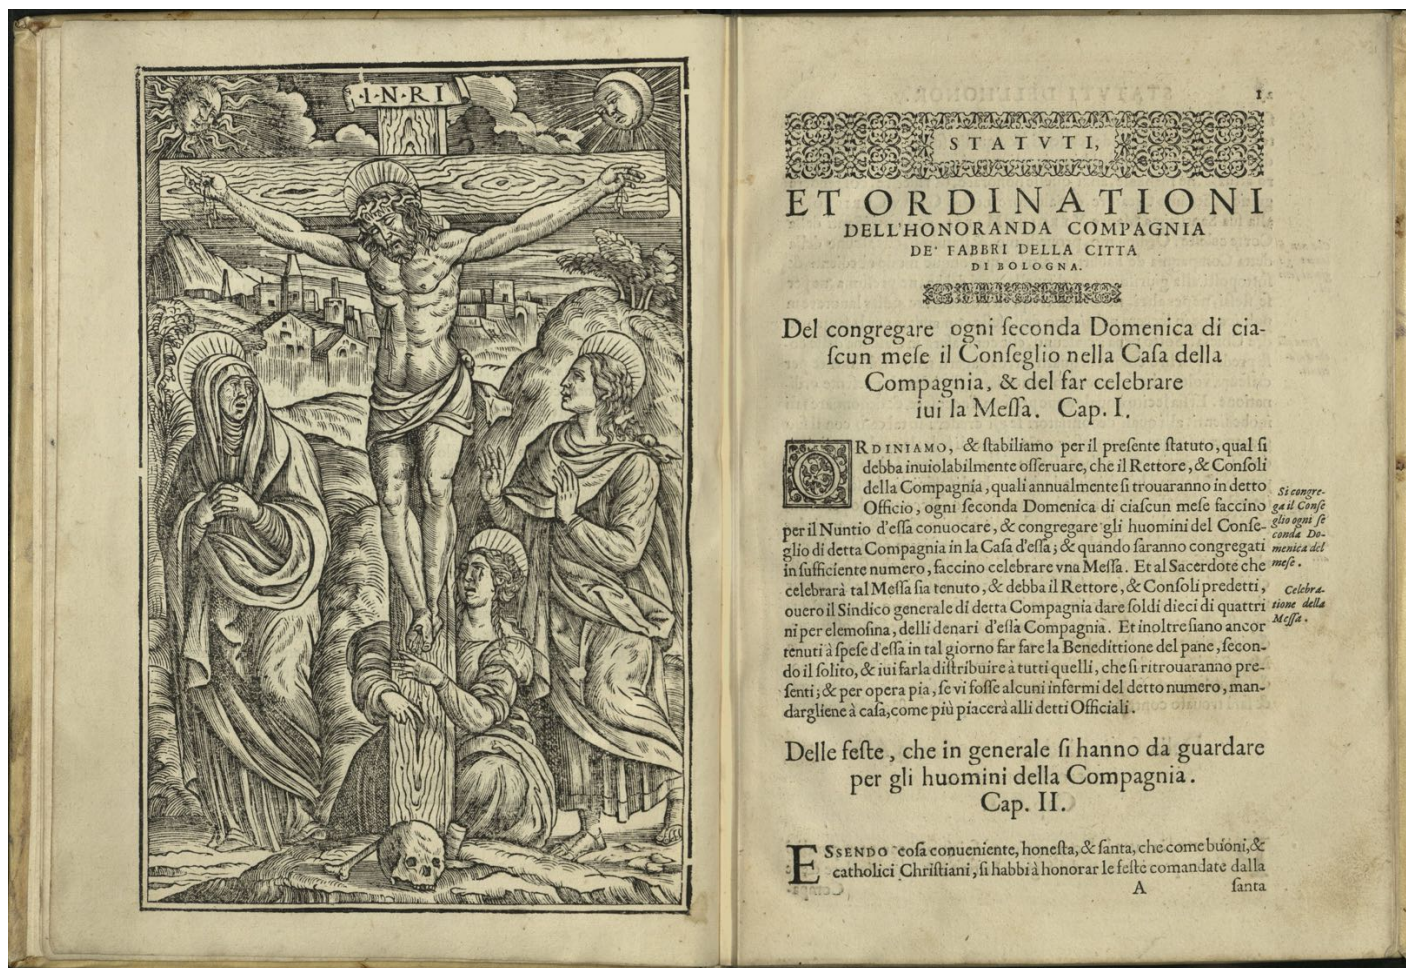 ·I·N·RI
1
STATVTI,
ET ORDINATIONI
DELL'HONORANDA COMPAGNIA
DE' FABBRI DELLA CITTA
DI BOLOGNA.
Del congregare ogni ſeconda Domenica di cia-
ſcun meſe il Conſeglio nella Caſa della
Compagnia, & del far celebrare
iui la Meſſa. Cap. I.
ORDINIAMO, & ſtabiliamo per il preſente ſtatuto, qual ſi
debba inuiolabilmente oſſeruare, che il Rettore, & Conſoli
della Compagnia, quali annualmente ſi trouaranno in detto
Officio, ogni ſeconda Domenica di ciaſcun meſe faccino
per il Nuntio d'eſſa conuocare, & congregare gli huomini del Conſe-
glio di detta Compagnia in la Caſa d'eſſa; & quando ſaranno congregati
in ſufficiente numero, faccino celebrare vna Meſſa. Et al Sacerdote che
celebrarà tal Meſſa ſia tenuto, & debba il Rettore, & Conſoli predetti,
ouero il Sindico generale di detta Compagnia dare ſoldi dieci di quattri
ni per elemoſina, delli denari d'eſſa Compagnia. Et inoltre ſiano ancor
tenuti à ſpeſe d'eſſa in tal giorno far fare la Benedittione del pane, ſecon-
do il ſolito, & iui farla diſtribuire à tutti quelli, che ſi ritrouaranno pre-
ſenti; & per opera pia, ſe vi foſſe alcuni infermi del detto numero, man-
dargliene à caſa, come più piacerà alli detti Officiali.
Si congre-
ga il Conſe
glio ogni ſe
conda Do-
menica del
meſe.
Celebra-
tione della
Meſſa.
Delle feſte, che in generale ſi hanno da guardare
per gli huomini della Compagnia.
Cap. II.
ESSENDO coſa conueniente, honeſta, & ſanta, che come buoni, &
catholici Chriſtiani, ſi habbi à honorar le feſte comandate dalla
A ſanta